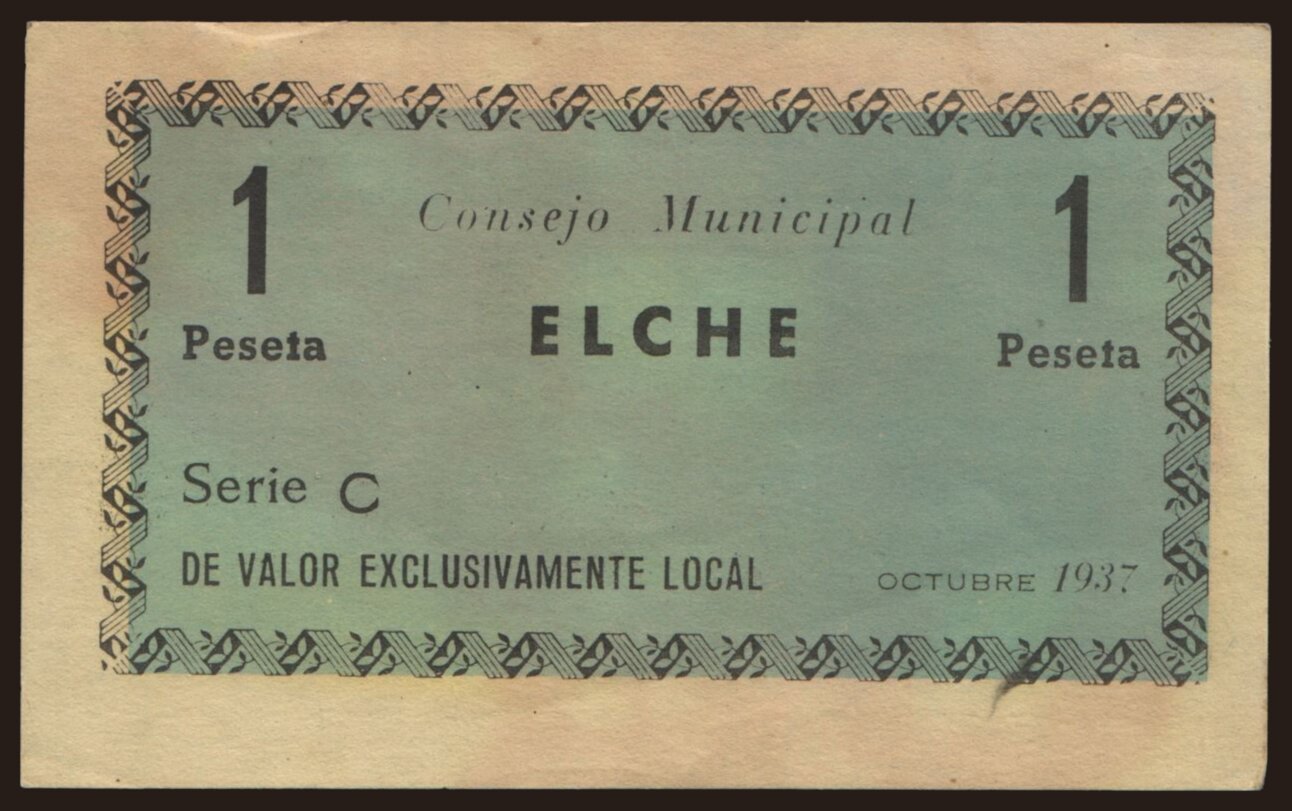 1 Consejo Municipal 1
Peseta ELCHE Peseta
Serie C
DE VALOR EXCLUSIVAMENTE LOCAL OCTUBRE 1937